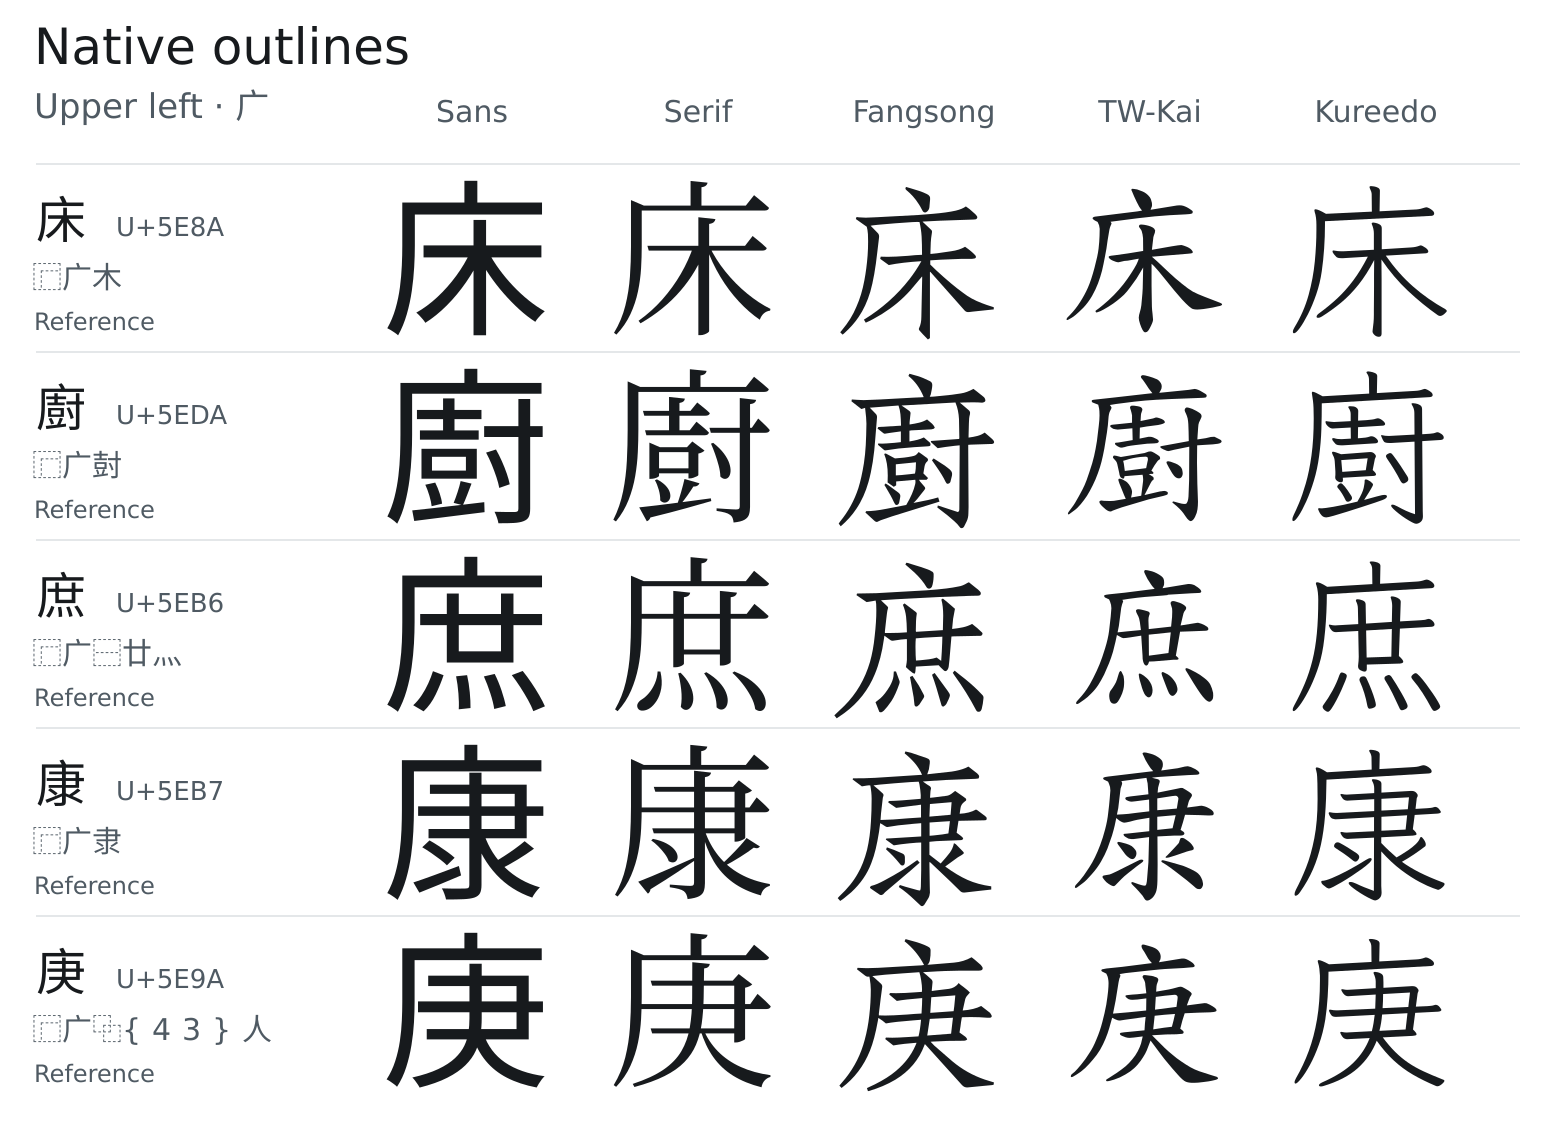 Native outlines
Upper left · 广 Sans Serif Fangsong TW-Kai Kureedo
床 U+5E8A 床 床 床 床 床
⿸广木
Reference
廚 U+5EDA 廚 廚 廚 廚 廚
⿸广尌
Reference
庶 U+5EB6 庶 庶 庶 庶 庶
⿸广⿱廿灬
Reference
康 U+5EB7 康 康 康 康 康
⿸广隶
Reference
庚 U+5E9A 庚 庚 庚 庚 庚
⿸广⿻{ 4 3 } 人
Reference